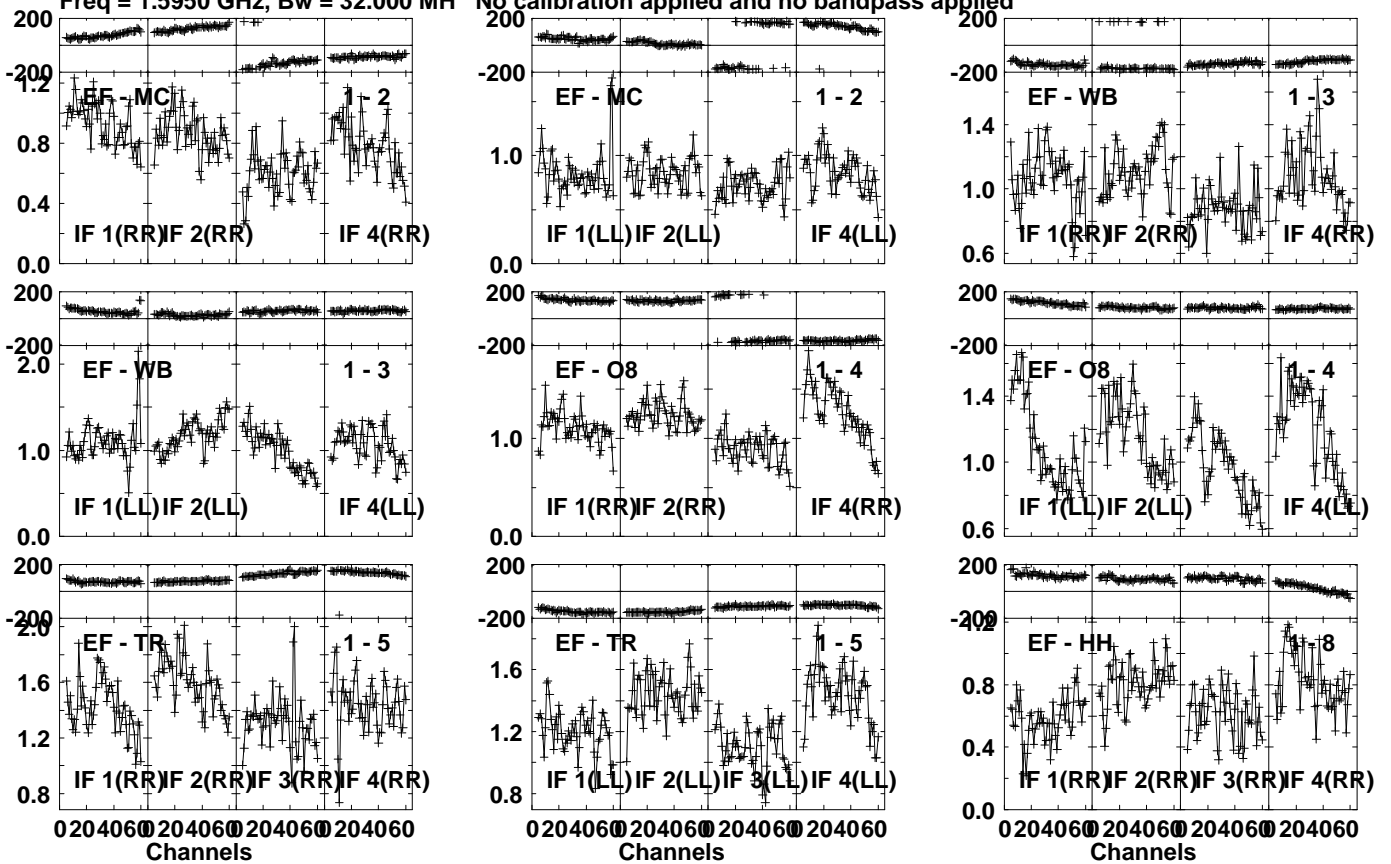 Freq = 1.5950 GHz, Bw = 32.000 MH No calibration applied and no bandpass applied
200
-200
EF - MC 1 - 2
1.2
0.8
0.4
0.0
IF 1(RR) IF 2(RR) IF 4(RR)
200
-200
EF - MC 1 - 2
1.0
0.0
IF 1(LL) IF 2(LL) IF 4(LL)
200
-200
EF - WB 1 - 3
1.4
1.0
0.6
IF 1(RR) IF 2(RR) IF 4(RR)
200
-200
2.0
EF - WB 1 - 3
1.0
0.0
IF 1(LL) IF 2(LL) IF 4(LL)
200
-200
EF - O8 1 - 4
1.0
0.0
IF 1(RR) IF 2(RR) IF 4(RR)
200
-200
EF - O8 1 - 4
1.4
1.0
0.6
IF 1(LL) IF 2(LL) IF 4(LL)
200
-200
2.0
EF - TR 1 - 5
1.6
1.2
0.8
IF 1(RR) IF 2(RR) IF 3(RR) IF 4(RR)
0 20 40 60 0 20 40 60 0 20 40 60 0 20 40 60
Channels
200
-200
EF - TR 1 - 5
1.6
1.2
0.8
IF 1(LL) IF 2(LL) IF 3(LL) IF 4(LL)
0 20 40 60 0 20 40 60 0 20 40 60 0 20 40 60
Channels
200
-200
1.2
EF - HH 1 - 8
0.8
0.4
0.0
IF 1(RR) IF 2(RR) IF 3(RR) IF 4(RR)
0 20 40 60 0 20 40 60 0 20 40 60 0 20 40 60
Channels